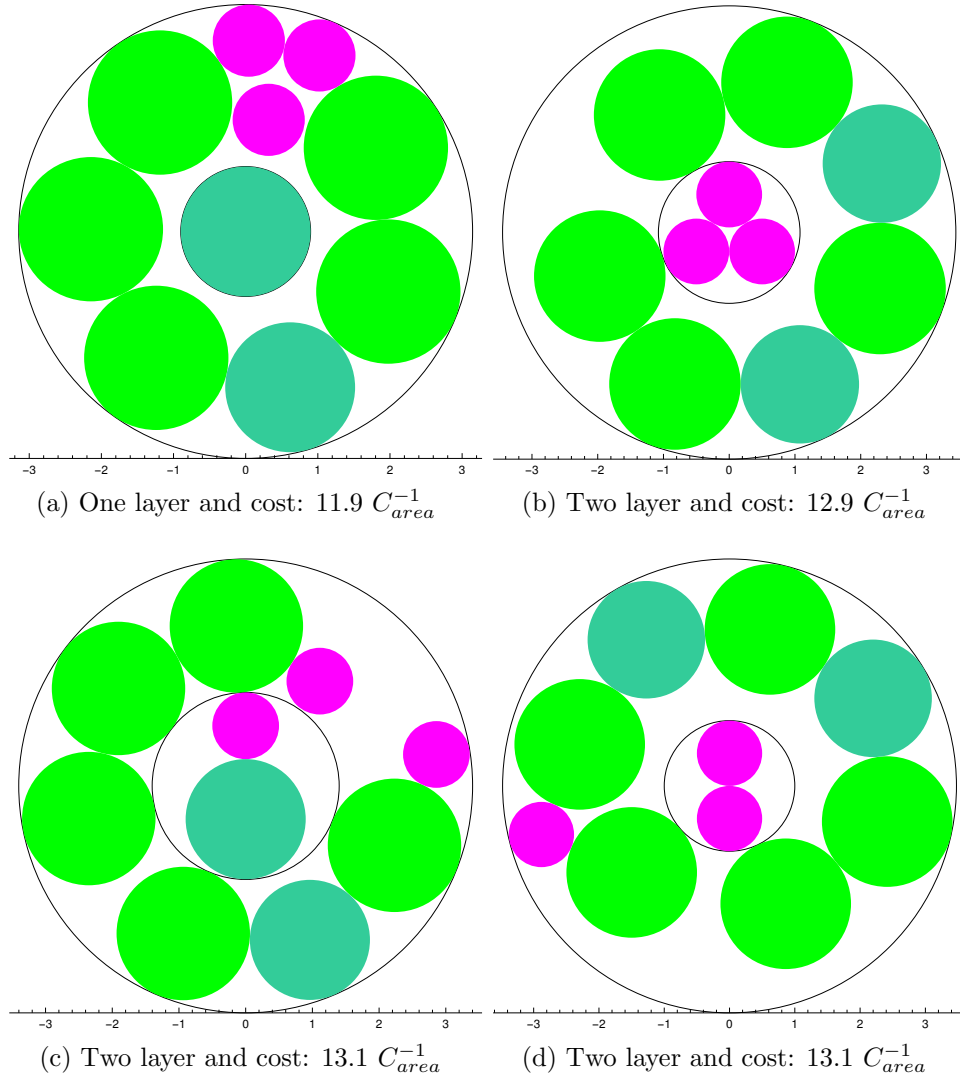 -3 -2 -1 0 1 2 3
-3 -2 -1 0 1 2 3
(a) One layer and cost: 11.9 C_{area}^{-1}
(b) Two layer and cost: 12.9 C_{area}^{-1}
-3 -2 -1 0 1 2 3
-3 -2 -1 0 1 2 3
(c) Two layer and cost: 13.1 C_{area}^{-1}
(d) Two layer and cost: 13.1 C_{area}^{-1}